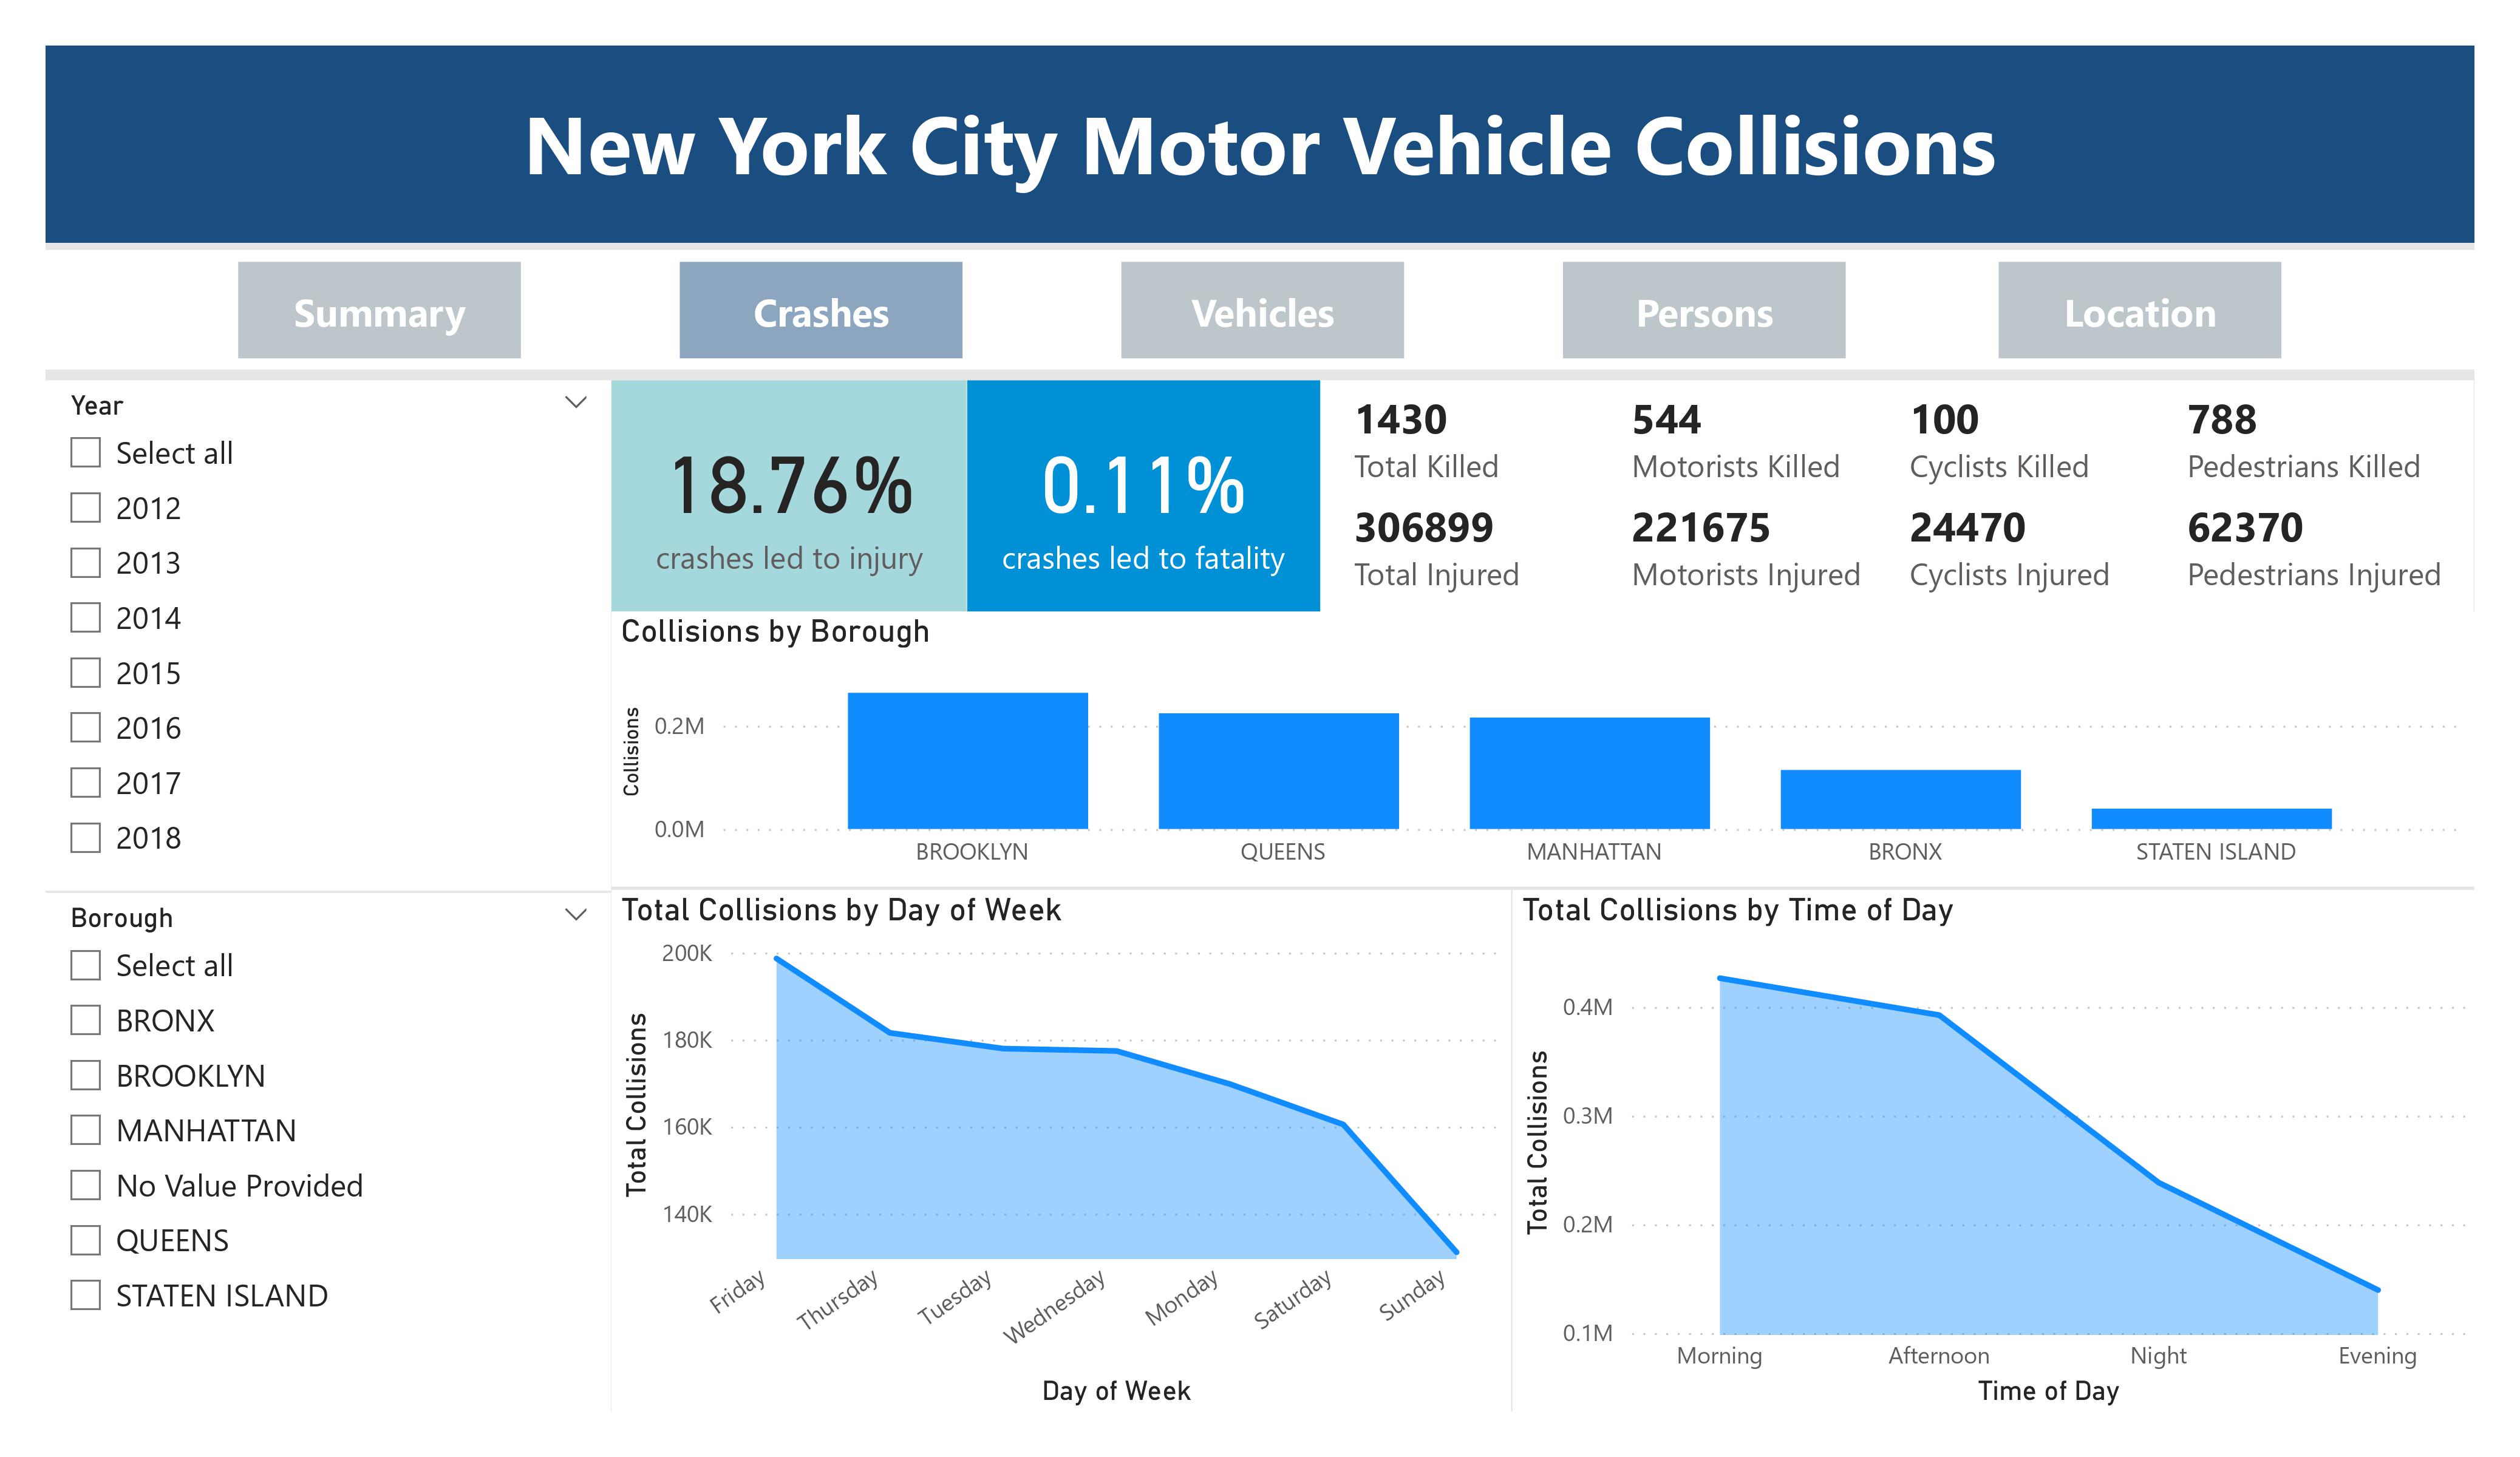 New York City Motor Vehicle Collisions
Summary
Crashes
Vehicles
Persons
Location
Year
Select all
2012
2013
2014
2015
2016
2017
2018
Borough
Select all
BRONX
BROOKLYN
MANHATTAN
No Value Provided
QUEENS
STATEN ISLAND
18.76%
crashes led to injury
0.11%
crashes led to fatality
1430
Total Killed
544
Motorists Killed
100
Cyclists Killed
788
Pedestrians Killed
306899
Total Injured
221675
Motorists Injured
24470
Cyclists Injured
62370
Pedestrians Injured
Collisions by Borough
Collisions
0.2M
0.0M
BROOKLYN
QUEENS
MANHATTAN
BRONX
STATEN ISLAND
Total Collisions by Day of Week
Total Collisions
200K
180K
160K
140K
Friday
Thursday
Tuesday
Wednesday
Monday
Saturday
Sunday
Day of Week
Total Collisions by Time of Day
Total Collisions
0.4M
0.3M
0.2M
0.1M
Morning
Afternoon
Night
Evening
Time of Day